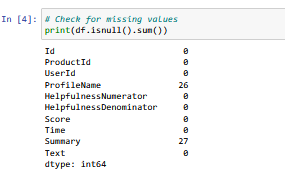 In [4]: # Check for missing values
print(df.isnull().sum())
Id 0
ProductId 0
UserId 0
ProfileName 26
HelpfulnessNumerator 0
HelpfulnessDenominator 0
Score 0
Time 0
Summary 27
Text 0
dtype: int64